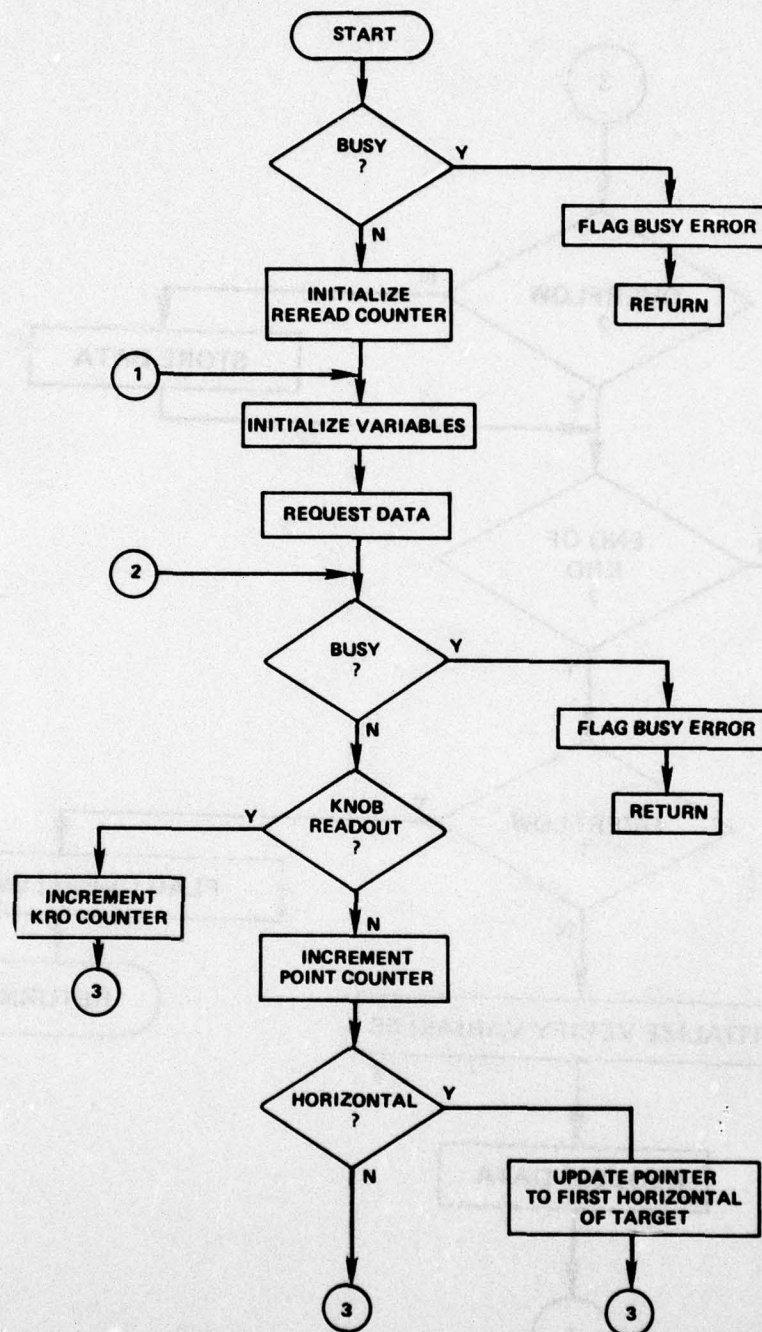 START
BUSY
?
Y
N
FLAG BUSY ERROR
RETURN
INITIALIZE
REREAD COUNTER
1
INITIALIZE VARIABLES
REQUEST DATA
2
BUSY
?
Y
N
FLAG BUSY ERROR
RETURN
KNOB
READOUT
?
Y
N
INCREMENT
KRO COUNTER
3
INCREMENT
POINT COUNTER
HORIZONTAL
?
Y
N
UPDATE POINTER
TO FIRST HORIZONTAL
OF TARGET
3
3